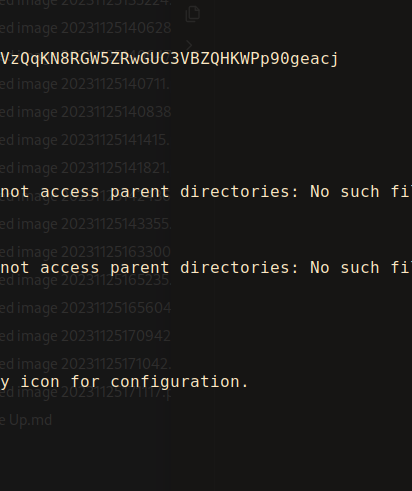 ed image 20231125135224.
ed image 20231125140628
VzQqKN8RGW5ZRwGUC3VBZQHKWPp90geacj
ed image 20231125140711.
ed image 20231125140838
ed image 20231125141415.
ed image 20231125141821.
not access parent directories: No such fil
ed image 20231125143355.
ed image 20231125163300
not access parent directories: No such fil
ed image 20231125165235.
ed image 20231125165604
ed image 20231125170942
ed image 20231125171042.
y icon for configuration.
ed image 20231125171117.
e Up.md